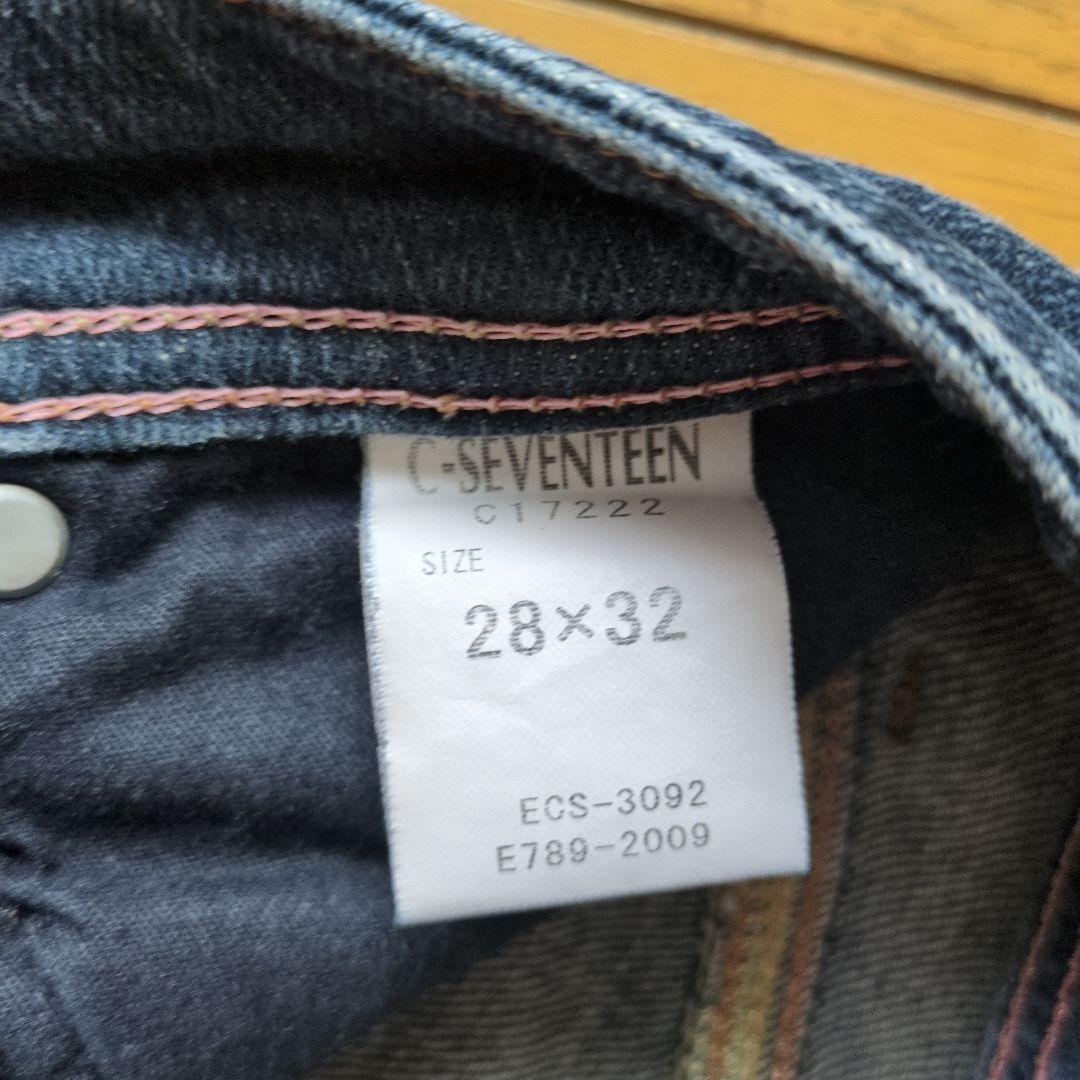 C-SEVENTEEN
C17222
SIZE
28×32
ECS-3092
E789-2009